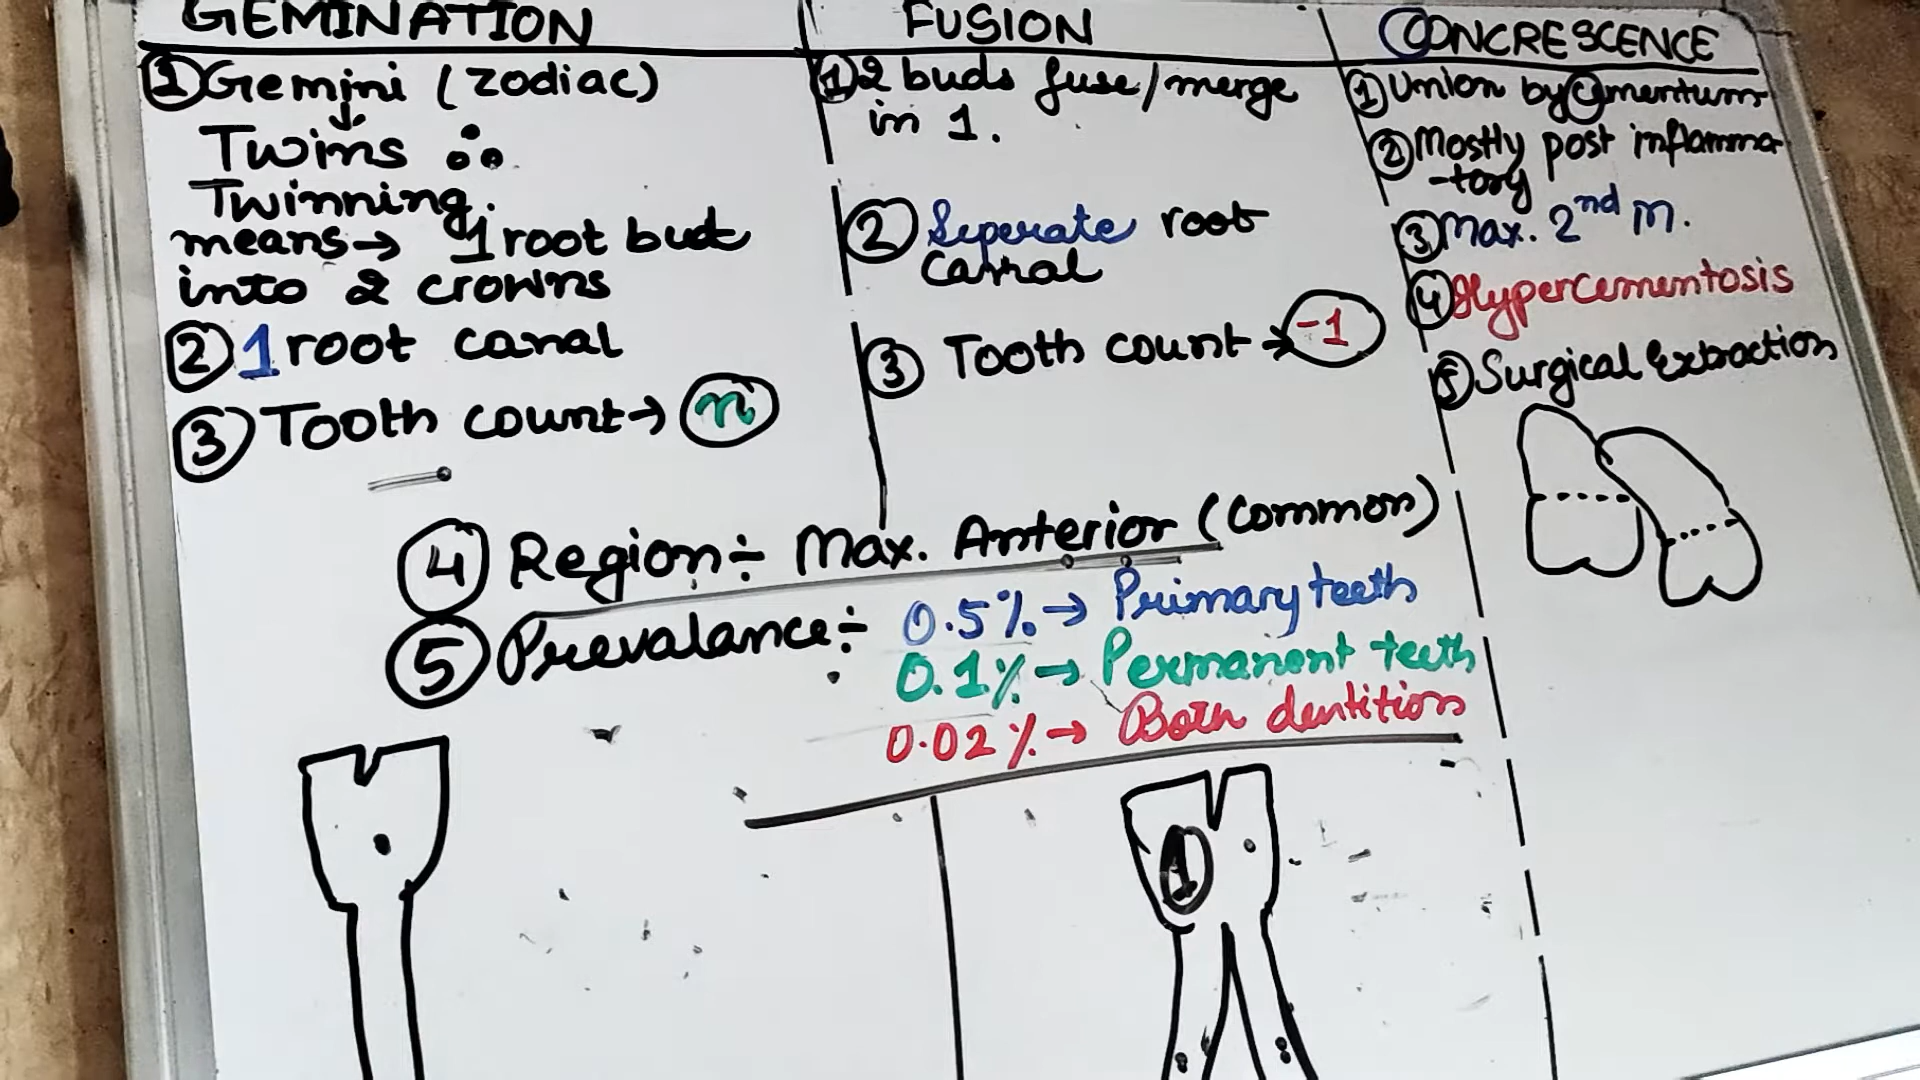 GEMINATION
① Gemini (Zodiac)
Twins ∴
Twinning.
means → 1 root bud
into 2 crowns
② 1 root canal
③ Tooth count → n
FUSION
① 2 buds fuse/merge
in 1.
② Seperate root
canal
③ Tooth count → -1
④ Region ÷ Max. Anterior (Common)
⑤ Prevalance ÷ 0.5% → Primary teeth
0.1% → Permanent teeth
0.02% → Both dentition
CONCRESCENCE
① Union by Cementum
② Mostly post inflamma
-tory
③ Max. 2nd M.
④ Hypercementosis
⑤ Surgical Extraction
1